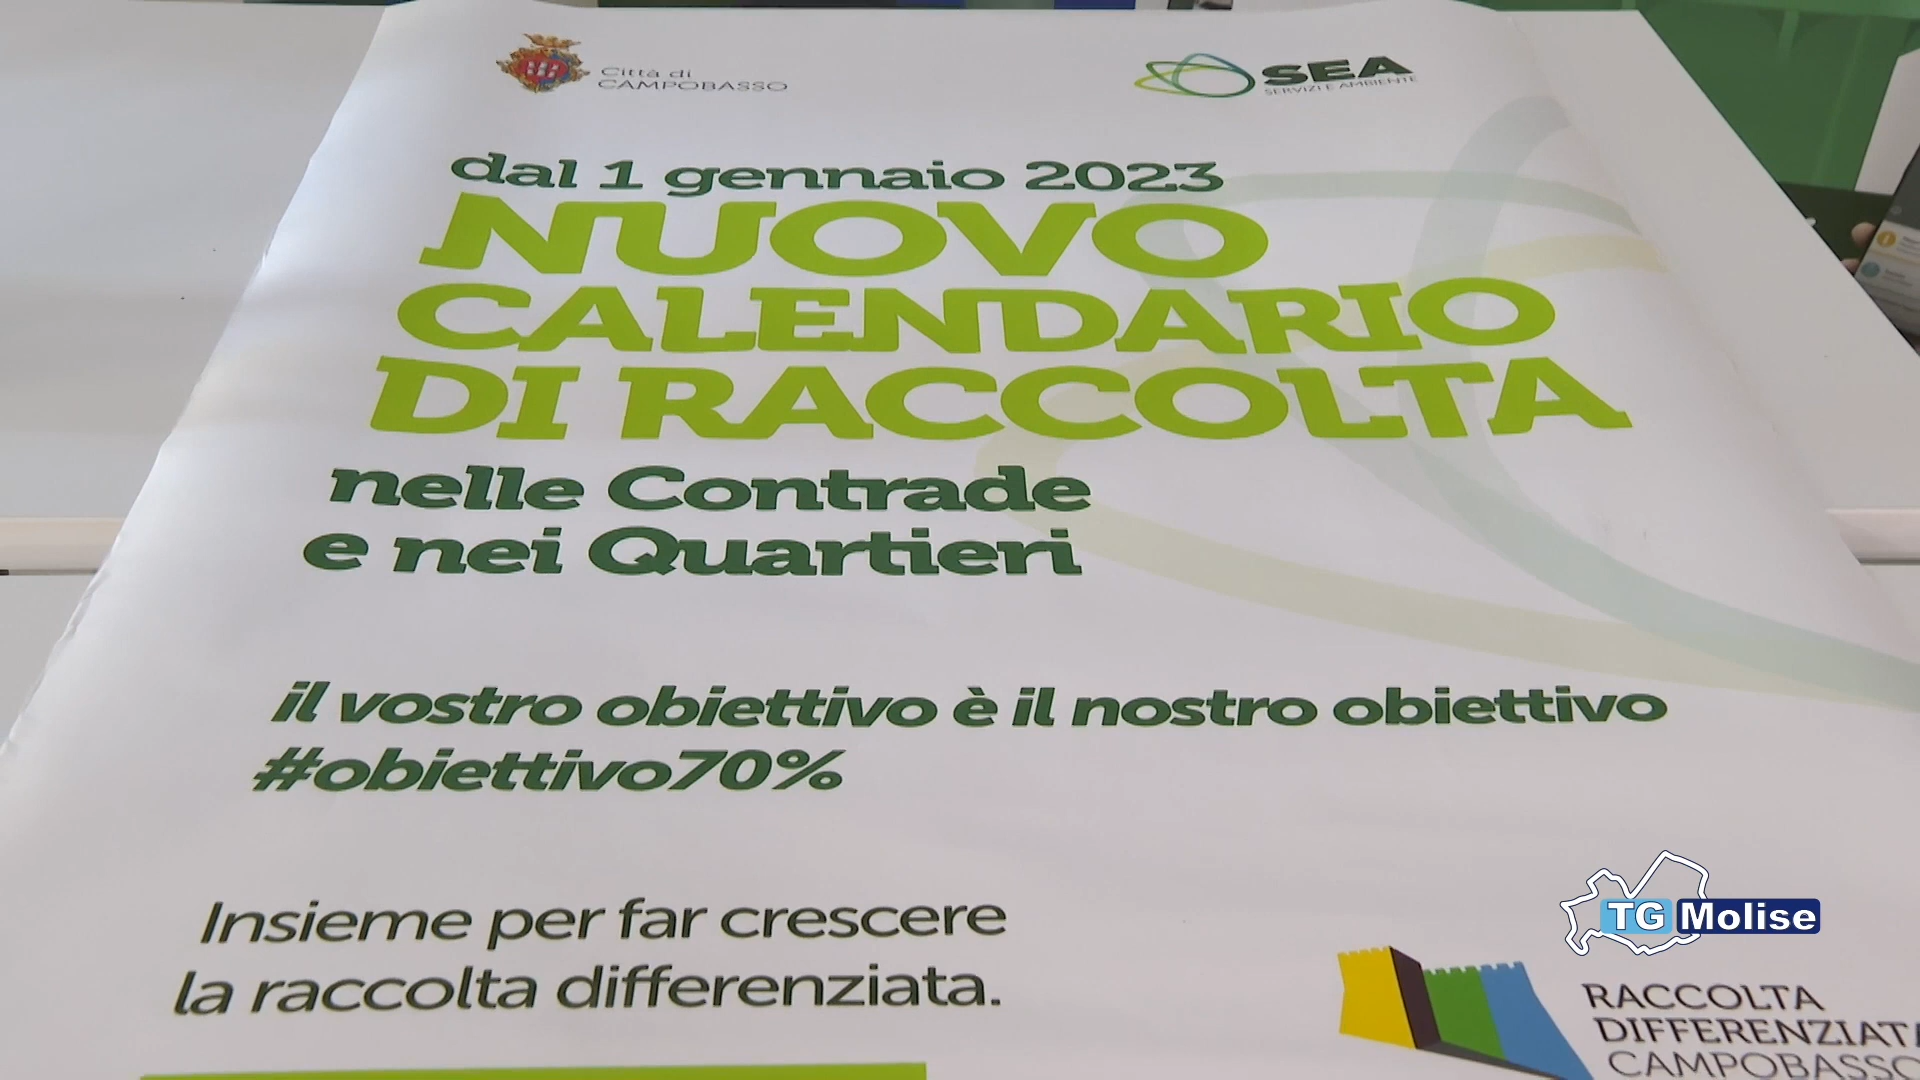 Città di
CAMPOBASSO
SEA
SERVIZI E AMBIENTE
dal 1 gennaio 2023
NUOVO
CALENDARIO
DI RACCOLTA
nelle Contrade
e nei Quartieri
il vostro obiettivo è il nostro obiettivo
#obiettivo70%
Insieme per far crescere
la raccolta differenziata.
TG Molise
RACCOLTA
DIFFERENZIATA
CAMPOBASSO